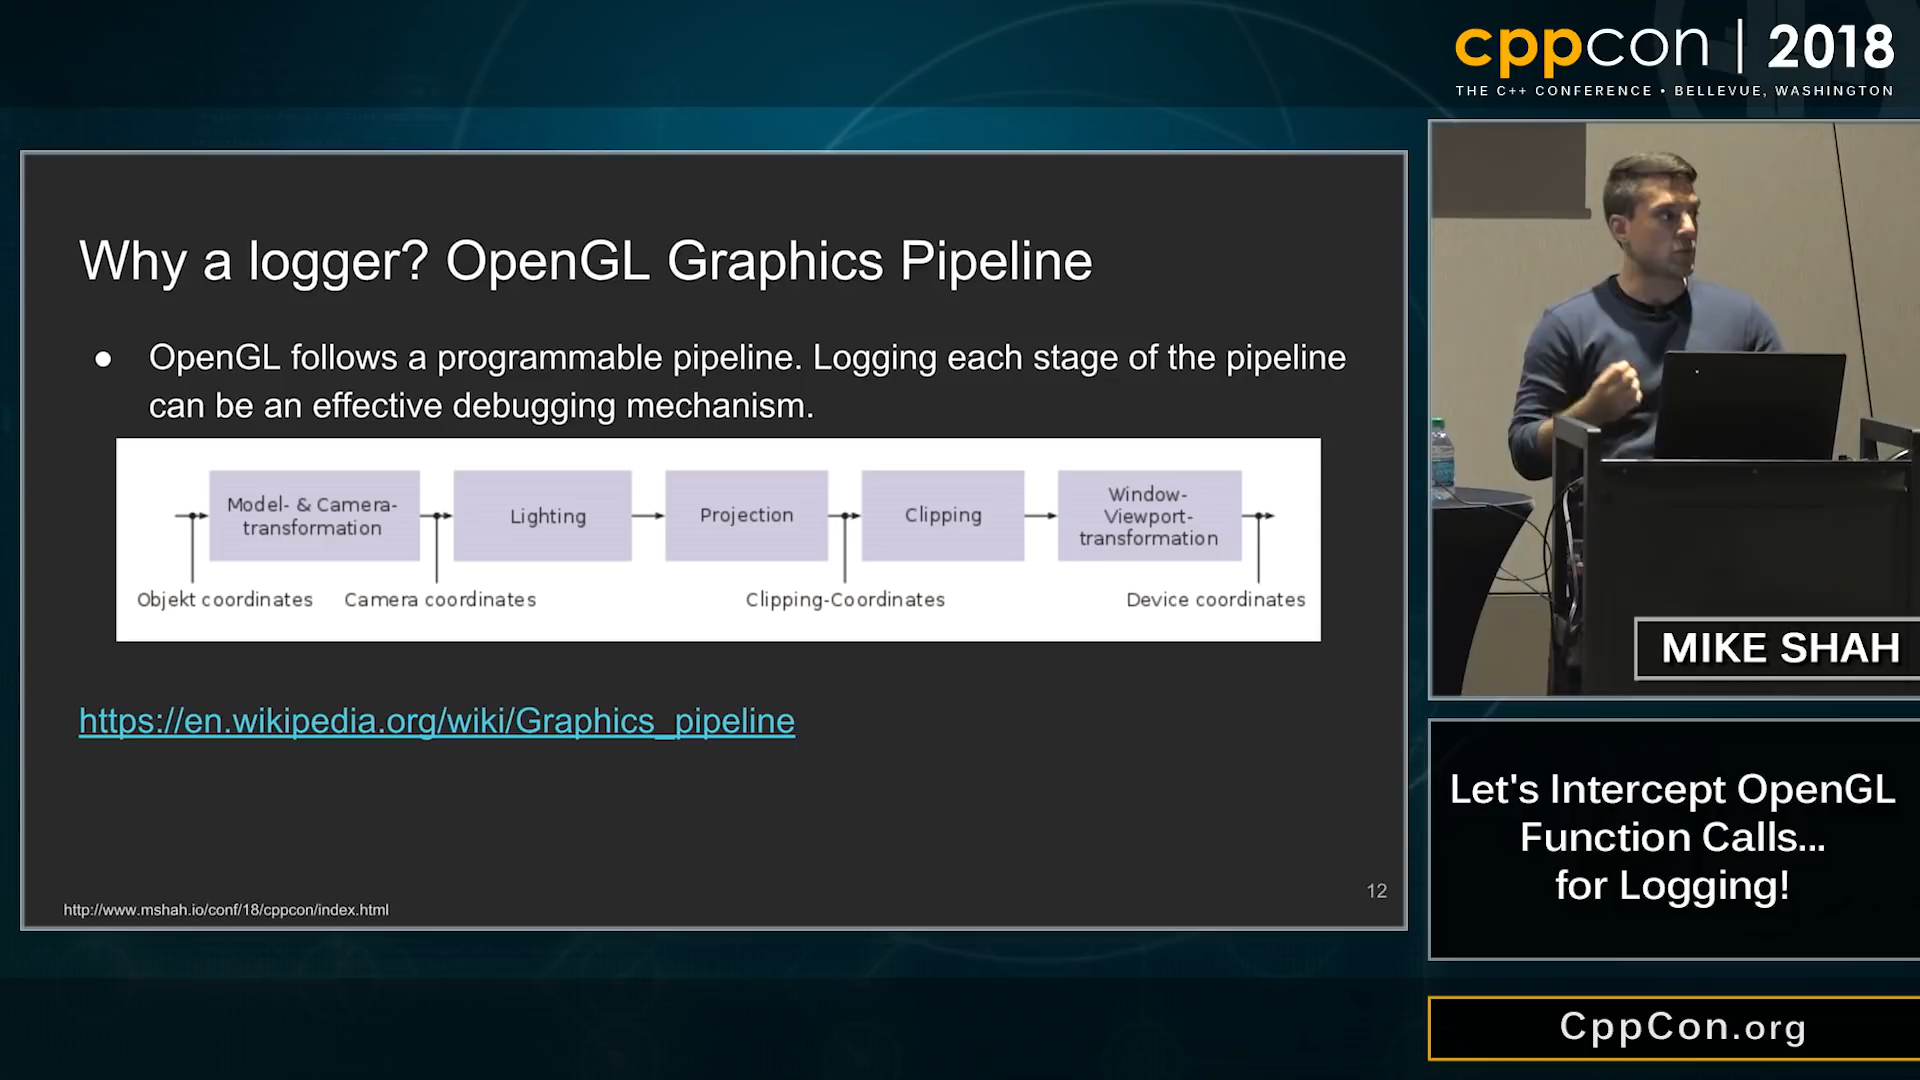 cppcon | 2018
THE C++ CONFERENCE • BELLEVUE, WASHINGTON
Why a logger? OpenGL Graphics Pipeline
● OpenGL follows a programmable pipeline. Logging each stage of the pipeline
can be an effective debugging mechanism.
Model- & Camera-
transformation
Lighting
Projection
Clipping
Window-
Viewport-
transformation
Objekt coordinates
Camera coordinates
Clipping-Coordinates
Device coordinates
https://en.wikipedia.org/wiki/Graphics_pipeline
http://www.mshah.io/conf/18/cppcon/index.html
12
MIKE SHAH
Let's Intercept OpenGL
Function Calls...
for Logging!
CppCon.org